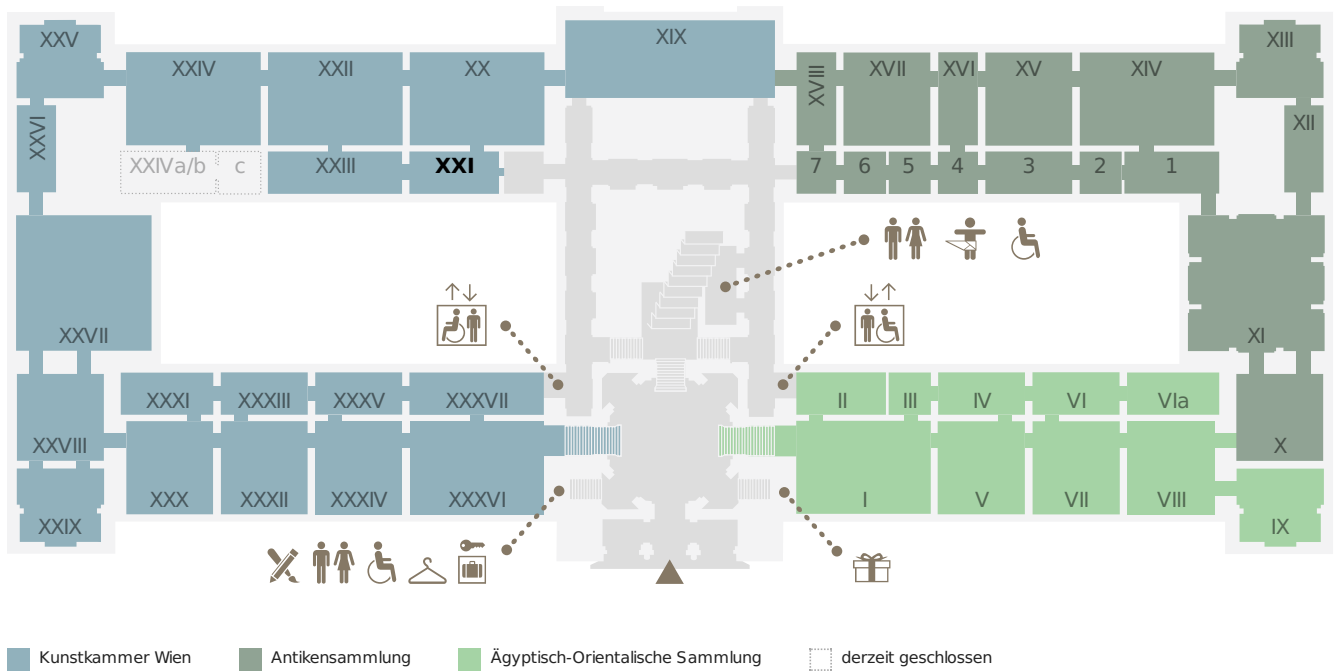 XXV
XXIV
XXII
XX
XIX
XVIII
XVII
XVI
XV
XIV
XIII
XXVI
XII
XXIVa/b
c
XXIII
XXI
7
6
5
4
3
2
1
XXVII
XI
XXXI
XXXIII
XXXV
XXXVII
II
III
IV
VI
VIa
XXVIII
X
XXX
XXXII
XXXIV
XXXVI
I
V
VII
VIII
XXIX
IX
Kunstkammer Wien
Antikensammlung
Ägyptisch-Orientalische Sammlung
derzeit geschlossen